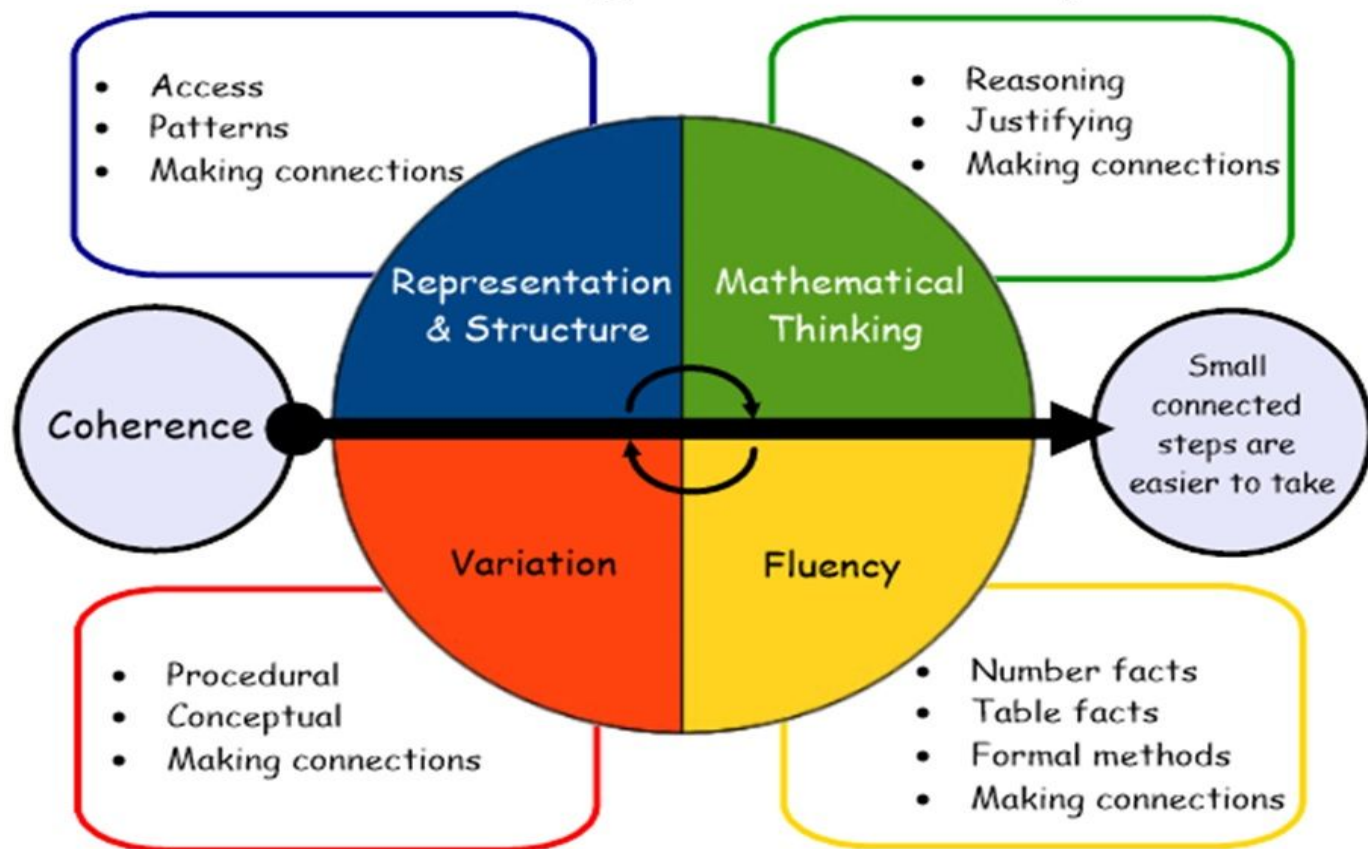 Access
Patterns
Making connections
Reasoning
Justifying
Making connections
Representation
& Structure
Mathematical
Thinking
Coherence
Small
connected
steps are
easier to take
Variation
Fluency
Procedural
Conceptual
Making connections
Number facts
Table facts
Formal methods
Making connections